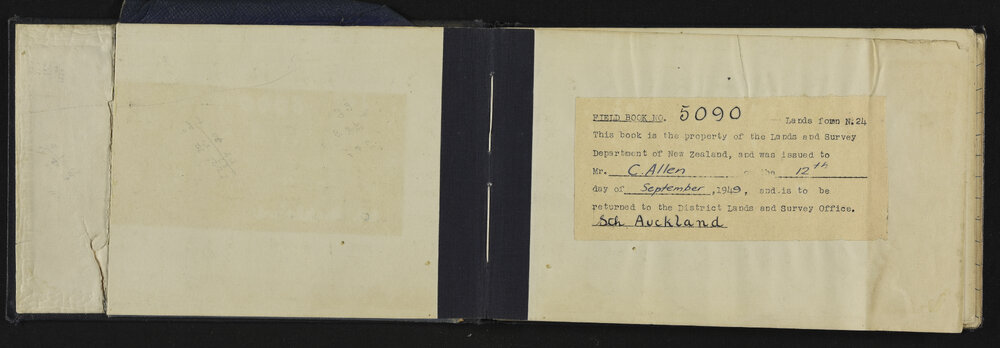 FIELD BOOK NO. 5090 — Lands form N.24
This book is the property of the Lands and Survey
Department of New Zealand, and was issued to
Mr. C. Allen on the 12th
day of September, 1949, and is to be
returned to the District Lands and Survey Office.
Sch. Auckland